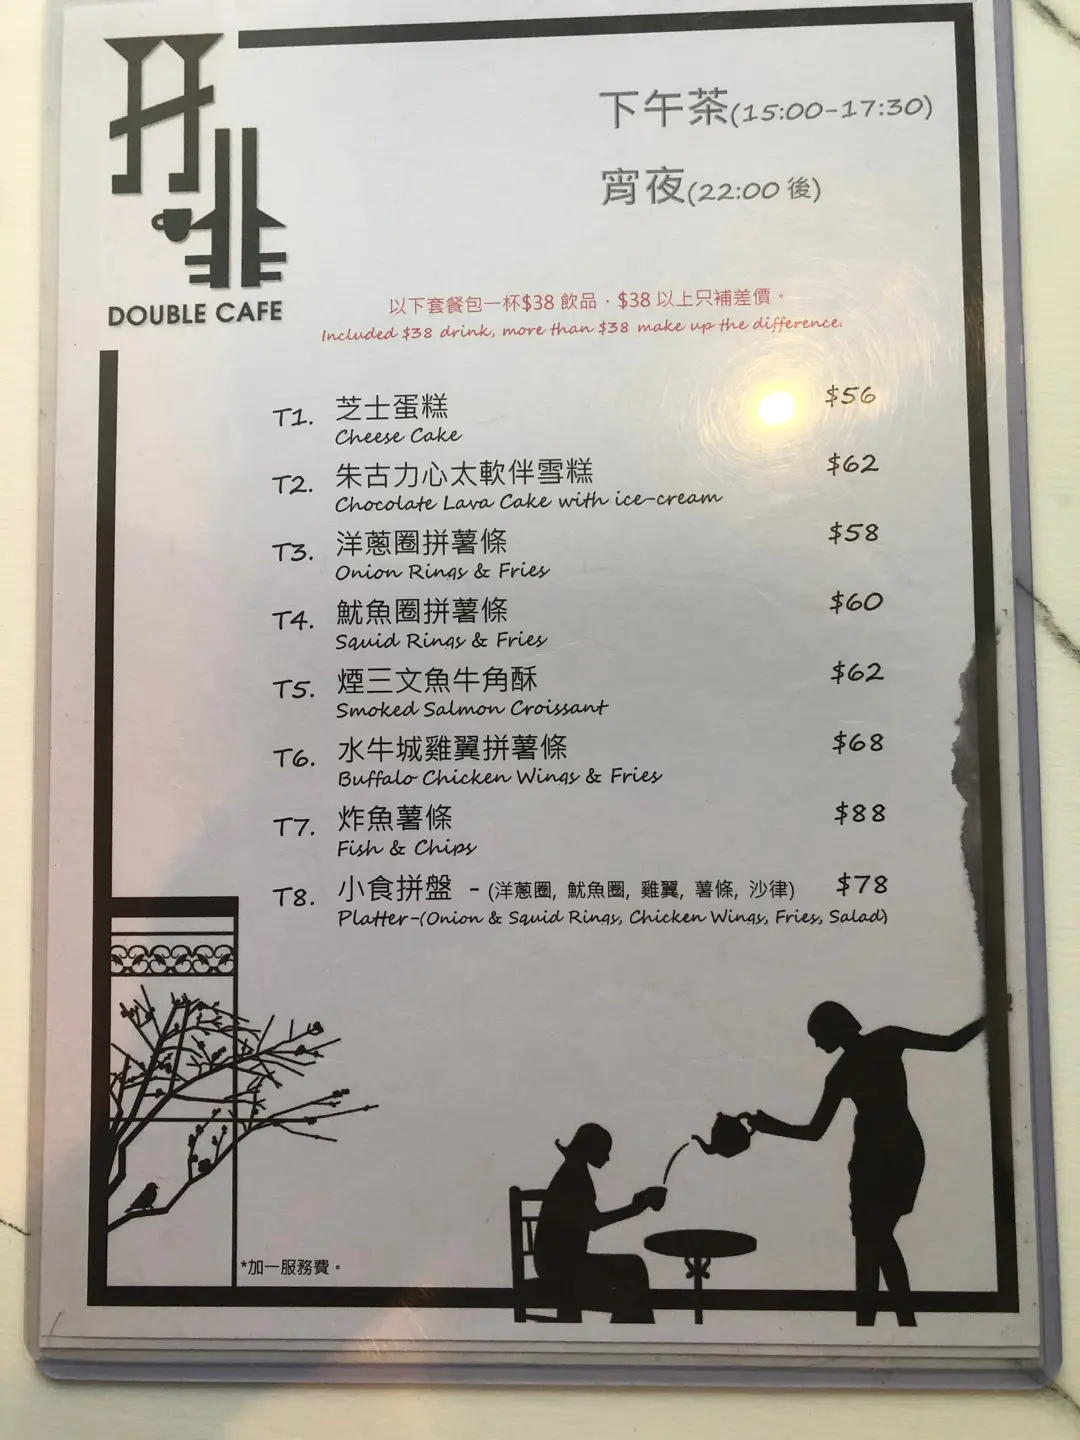 DOUBLE CAFE
下午茶(15:00-17:30)
宵夜(22:00 後)
以下套餐包一杯$38 飲品．$38 以上只補差價。
Included $38 drink, more than $38 make up the difference.
T1. 芝士蛋糕 $56
Cheese Cake
T2. 朱古力心太軟伴雪糕 $62
Chocolate Lava Cake with ice-cream
T3. 洋蔥圈拼薯條 $58
Onion Rings & Fries
T4. 魷魚圈拼薯條 $60
Squid Rings & Fries
T5. 煙三文魚牛角酥 $62
Smoked Salmon Croissant
T6. 水牛城雞翼拼薯條 $68
Buffalo Chicken Wings & Fries
T7. 炸魚薯條 $88
Fish & Chips
T8. 小食拼盤 - (洋蔥圈, 魷魚圈, 雞翼, 薯條, 沙律) $78
Platter-(Onion & Squid Rings, Chicken Wings, Fries, Salad)
*加一服務費。